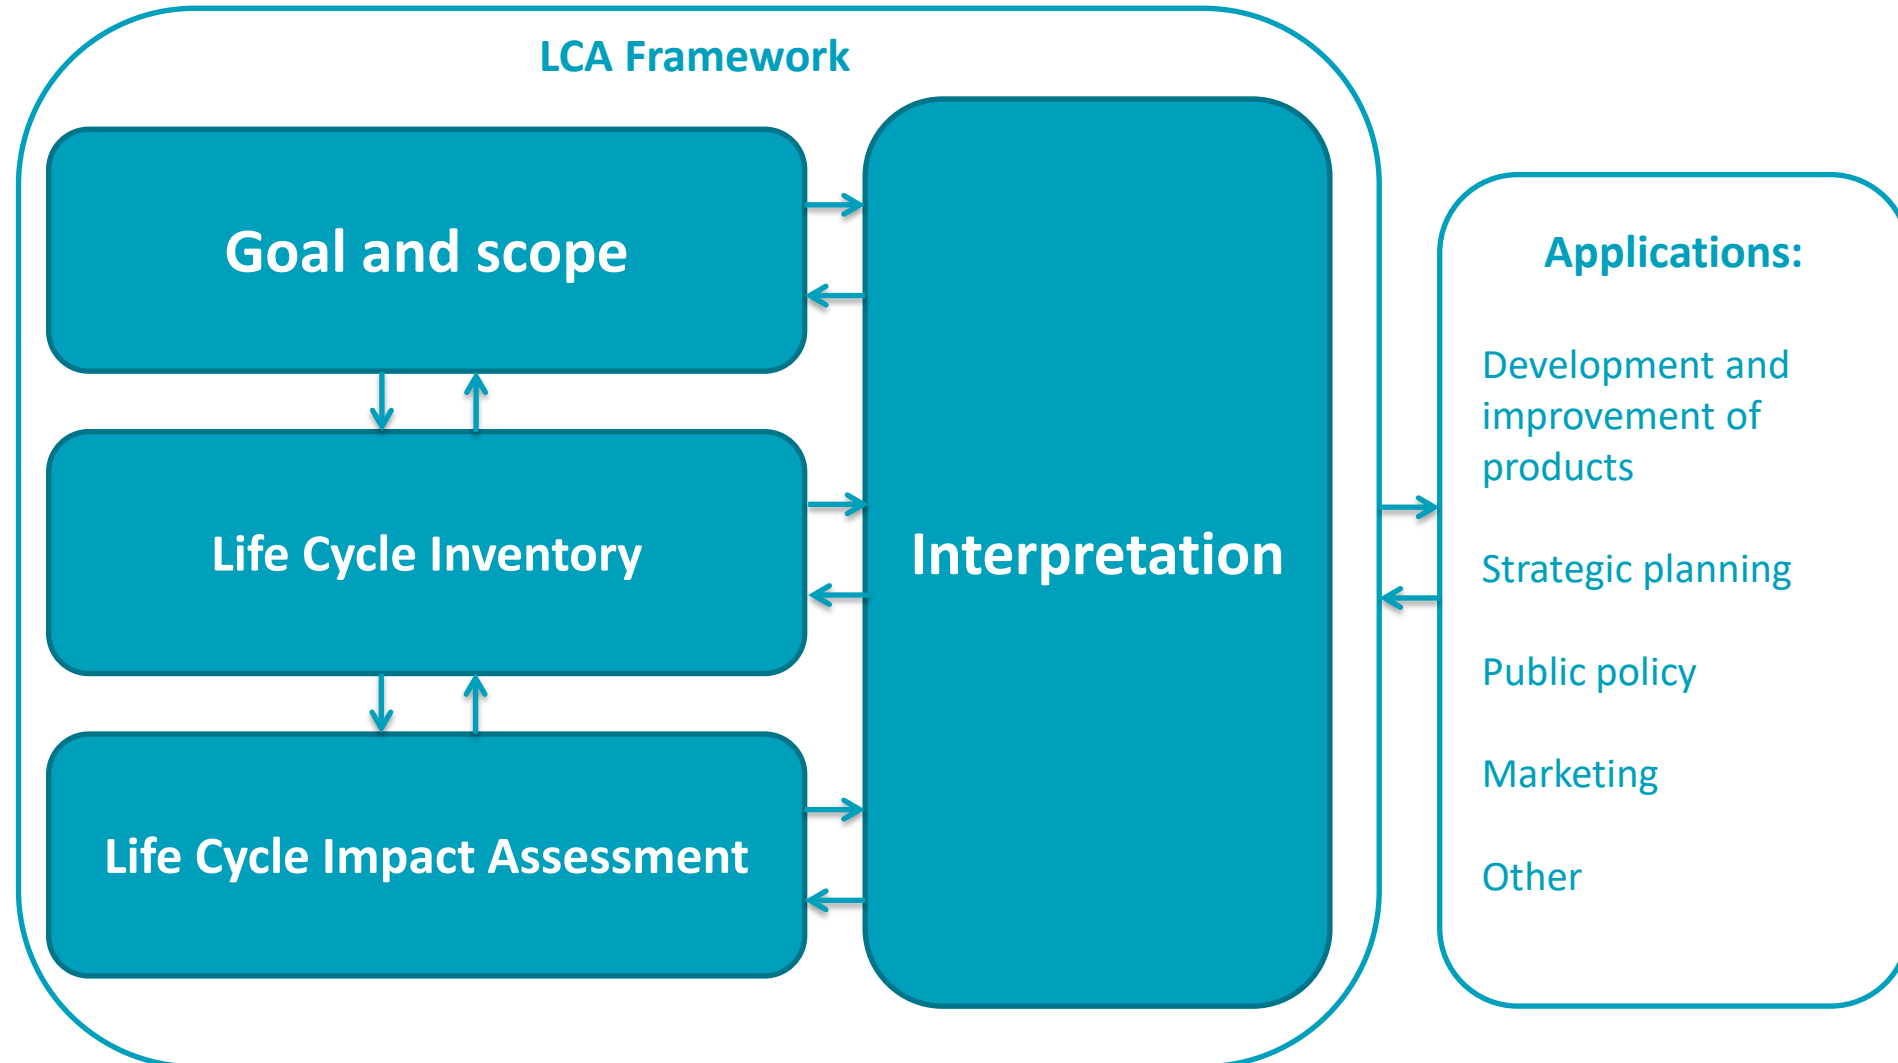 LCA Framework
Goal and scope
Life Cycle Inventory
Life Cycle Impact Assessment
Interpretation
Applications:
Development and
improvement of
products
Strategic planning
Public policy
Marketing
Other